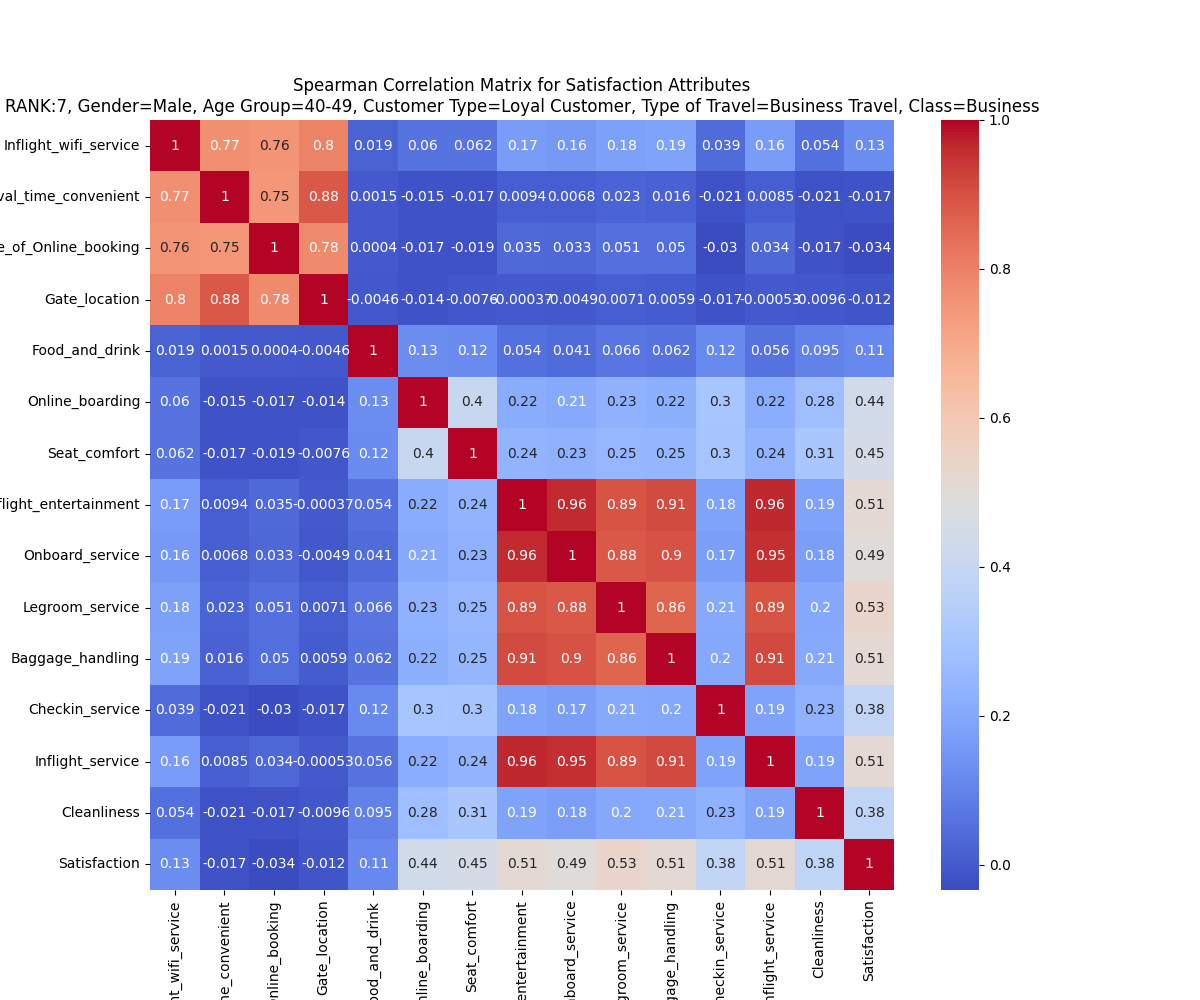 Spearman Correlation Matrix for Satisfaction Attributes
RANK:7, Gender=Male, Age Group=40-49, Customer Type=Loyal Customer, Type of Travel=Business Travel, Class=Business
Inflight_wifi_service 1 0.77 0.76 0.8 0.019 0.06 0.062 0.17 0.16 0.18 0.19 0.039 0.16 0.054 0.13
val_time_convenient 0.77 1 0.75 0.88 0.0015 -0.015 -0.017 0.0094 0.0068 0.023 0.016 -0.021 0.0085 -0.021 -0.017
e_of_Online_booking 0.76 0.75 1 0.78 0.0004 -0.017 -0.019 0.035 0.033 0.051 0.05 -0.03 0.034 -0.017 -0.034
Gate_location 0.8 0.88 0.78 1 -0.0046 -0.014 -0.0076 -0.00037 -0.0049 0.0071 0.0059 -0.017 -0.00053 -0.0096 -0.012
Food_and_drink 0.019 0.0015 0.0004 -0.0046 1 0.13 0.12 0.054 0.041 0.066 0.062 0.12 0.056 0.095 0.11
Online_boarding 0.06 -0.015 -0.017 -0.014 0.13 1 0.4 0.22 0.21 0.23 0.22 0.3 0.22 0.28 0.44
Seat_comfort 0.062 -0.017 -0.019 -0.0076 0.12 0.4 1 0.24 0.23 0.25 0.25 0.3 0.24 0.31 0.45
flight_entertainment 0.17 0.0094 0.035 -0.00037 0.054 0.22 0.24 1 0.96 0.89 0.91 0.18 0.96 0.19 0.51
Onboard_service 0.16 0.0068 0.033 -0.0049 0.041 0.21 0.23 0.96 1 0.88 0.9 0.17 0.95 0.18 0.49
Legroom_service 0.18 0.023 0.051 0.0071 0.066 0.23 0.25 0.89 0.88 1 0.86 0.21 0.89 0.2 0.53
Baggage_handling 0.19 0.016 0.05 0.0059 0.062 0.22 0.25 0.91 0.9 0.86 1 0.2 0.91 0.21 0.51
Checkin_service 0.039 -0.021 -0.03 -0.017 0.12 0.3 0.3 0.18 0.17 0.21 0.2 1 0.19 0.23 0.38
Inflight_service 0.16 0.0085 0.034 -0.00053 0.056 0.22 0.24 0.96 0.95 0.89 0.91 0.19 1 0.19 0.51
Cleanliness 0.054 -0.021 -0.017 -0.0096 0.095 0.28 0.31 0.19 0.18 0.2 0.21 0.23 0.19 1 0.38
Satisfaction 0.13 -0.017 -0.034 -0.012 0.11 0.44 0.45 0.51 0.49 0.53 0.51 0.38 0.51 0.38 1
nt_wifi_service
ne_convenient
nline_booking
Gate_location
ood_and_drink
nline_boarding
Seat_comfort
entertainment
board_service
groom_service
gage_handling
heckin_service
nflight_service
Cleanliness
Satisfaction
1.0
0.8
0.6
0.4
0.2
0.0